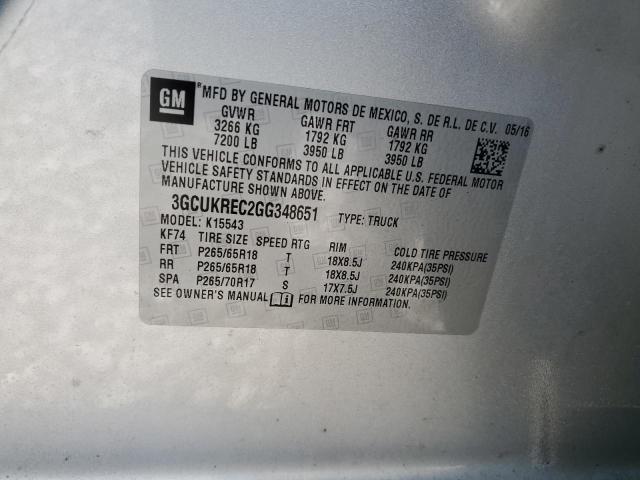 GM ®MFD BY GENERAL MOTORS DE MEXICO, S. DE R.L. DE C.V. 05/16
GVWR GAWR FRT GAWR RR
3266 KG 1792 KG 1792 KG
7200 LB 3950 LB 3950 LB
THIS VEHICLE CONFORMS TO ALL APPLICABLE U.S. FEDERAL MOTOR
VEHICLE SAFETY STANDARDS IN EFFECT ON THE DATE OF
MANUFACTURE SHOWN ABOVE.
3GCUKREC2GG348651 TYPE: TRUCK
MODEL: K15543
KF74 TIRE SIZE SPEED RTG RIM COLD TIRE PRESSURE
FRT P265/65R18 T 18X8.5J 240KPA(35PSI)
RR P265/65R18 T 18X8.5J 240KPA(35PSI)
SPA P265/70R17 S 17X7.5J 240KPA(35PSI)
SEE OWNER'S MANUAL FOR MORE INFORMATION.